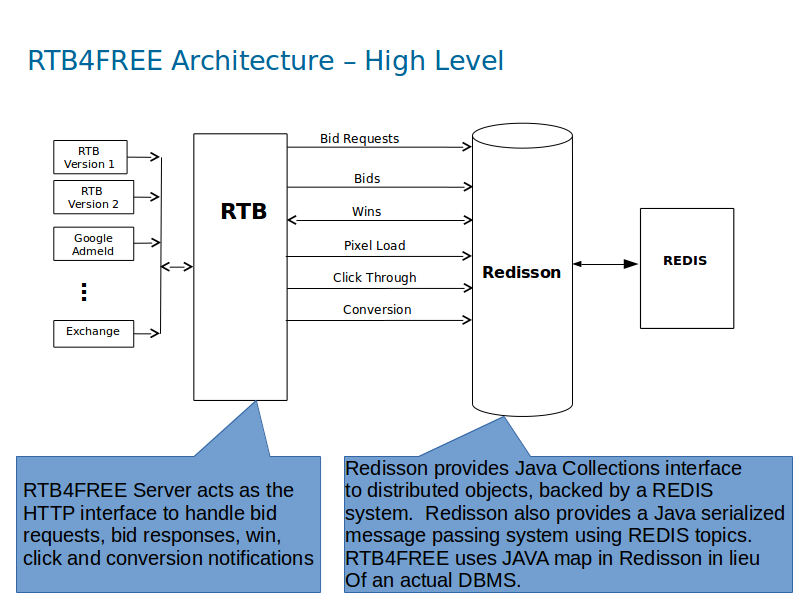 RTB4FREE Architecture – High Level
RTB
Version 1
RTB
Version 2
Google
AdmeId
⋮
Exchange
RTB
Bid Requests
Bids
Wins
Pixel Load
Click Through
Conversion
Redisson
REDIS
RTB4FREE Server acts as the
HTTP interface to handle bid
requests, bid responses, win,
click and conversion notifications
Redisson provides Java Collections interface
to distributed objects, backed by a REDIS
system.  Redisson also provides a Java serialized
message passing system using REDIS topics.
RTB4FREE uses JAVA map in Redisson in lieu
Of an actual DBMS.